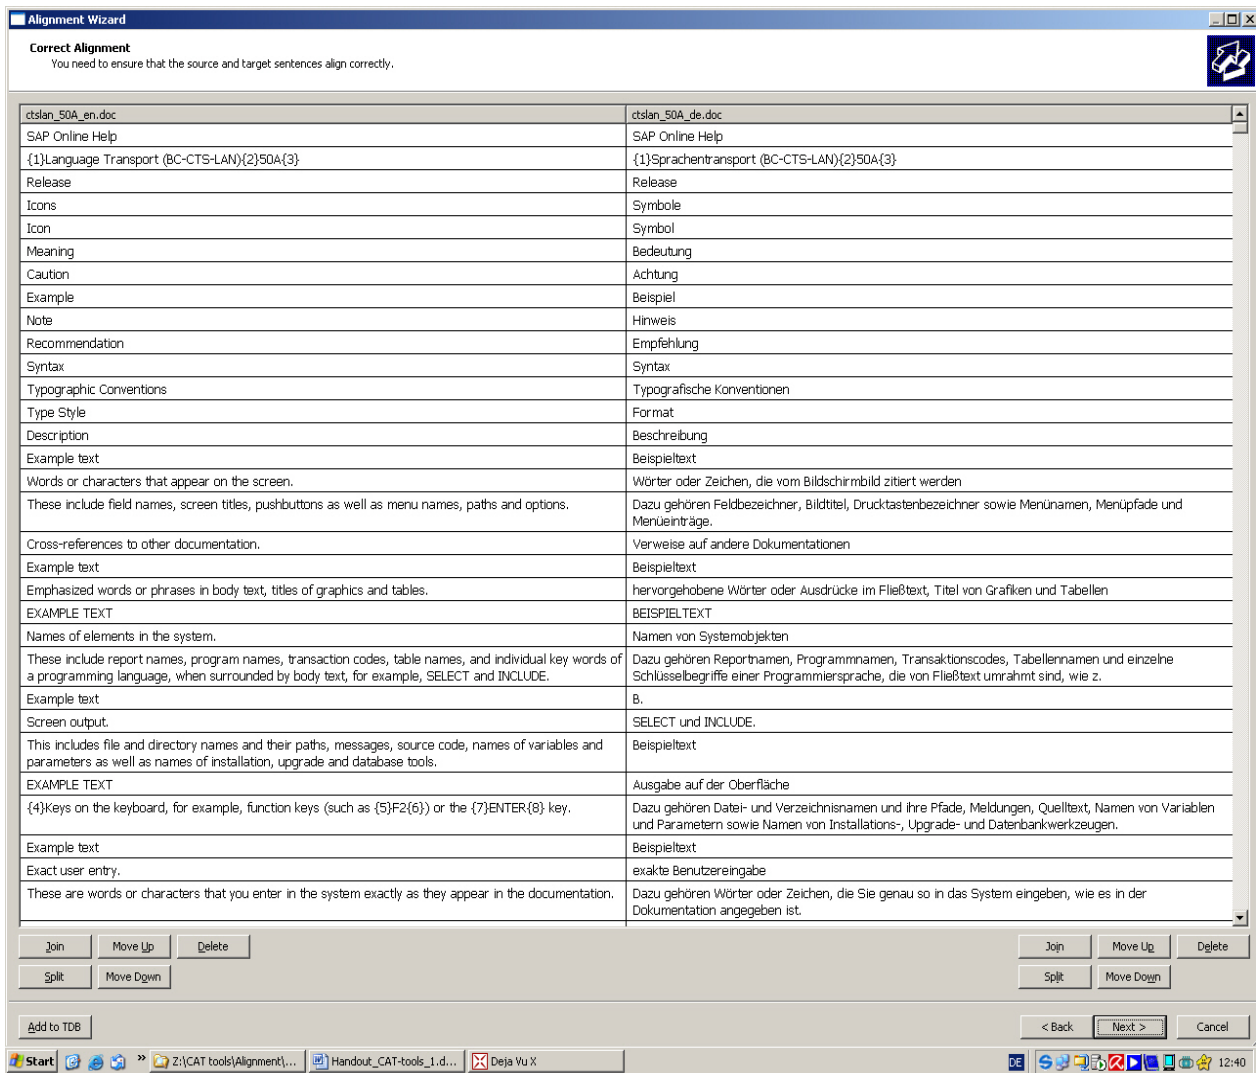 Alignment Wizard
Correct Alignment
You need to ensure that the source and target sentences align correctly.
ctslan_50A_en.doc
ctslan_50A_de.doc
SAP Online Help
SAP Online Help
{1}Language Transport (BC-CTS-LAN){2}50A{3}
{1}Sprachentransport (BC-CTS-LAN){2}50A{3}
Release
Release
Icons
Symbole
Icon
Symbol
Meaning
Bedeutung
Caution
Achtung
Example
Beispiel
Note
Hinweis
Recommendation
Empfehlung
Syntax
Syntax
Typographic Conventions
Typografische Konventionen
Type Style
Format
Description
Beschreibung
Example text
Beispieltext
Words or characters that appear on the screen.
Wörter oder Zeichen, die vom Bildschirmbild zitiert werden
These include field names, screen titles, pushbuttons as well as menu names, paths and options.
Dazu gehören Feldbezeichner, Bildtitel, Drucktastenbezeichner sowie Menünamen, Menüpfade und
Menüeinträge.
Cross-references to other documentation.
Verweise auf andere Dokumentationen
Example text
Beispieltext
Emphasized words or phrases in body text, titles of graphics and tables.
hervorgehobene Wörter oder Ausdrücke im Fließtext, Titel von Grafiken und Tabellen
EXAMPLE TEXT
BEISPIELTEXT
Names of elements in the system.
Namen von Systemobjekten
These include report names, program names, transaction codes, table names, and individual key words of
a programming language, when surrounded by body text, for example, SELECT and INCLUDE.
Dazu gehören Reportnamen, Programmnamen, Transaktionscodes, Tabellennamen und einzelne
Schlüsselbegriffe einer Programmiersprache, die von Fließtext umrahmt sind, wie z.
Example text
B.
Screen output.
SELECT und INCLUDE.
This includes file and directory names and their paths, messages, source code, names of variables and
parameters as well as names of installation, upgrade and database tools.
Beispieltext
EXAMPLE TEXT
Ausgabe auf der Oberfläche
{4}Keys on the keyboard, for example, function keys (such as {5}F2{6}) or the {7}ENTER{8} key.
Dazu gehören Datei- und Verzeichnisnamen und ihre Pfade, Meldungen, Quelltext, Namen von Variablen
und Parametern sowie Namen von Installations-, Upgrade- und Datenbankwerkzeugen.
Example text
Beispieltext
Exact user entry.
exakte Benutzereingabe
These are words or characters that you enter in the system exactly as they appear in the documentation.
Dazu gehören Wörter oder Zeichen, die Sie genau so in das System eingeben, wie es in der
Dokumentation angegeben ist.
Join Move Up Delete Join Move Up Delete
Split Move Down Split Move Down
Add to TDB < Back Next > Cancel
Start » Z:\CAT tools\Alignment\... Handout_CAT-tools_1.d... Deja Vu X DE 12:40